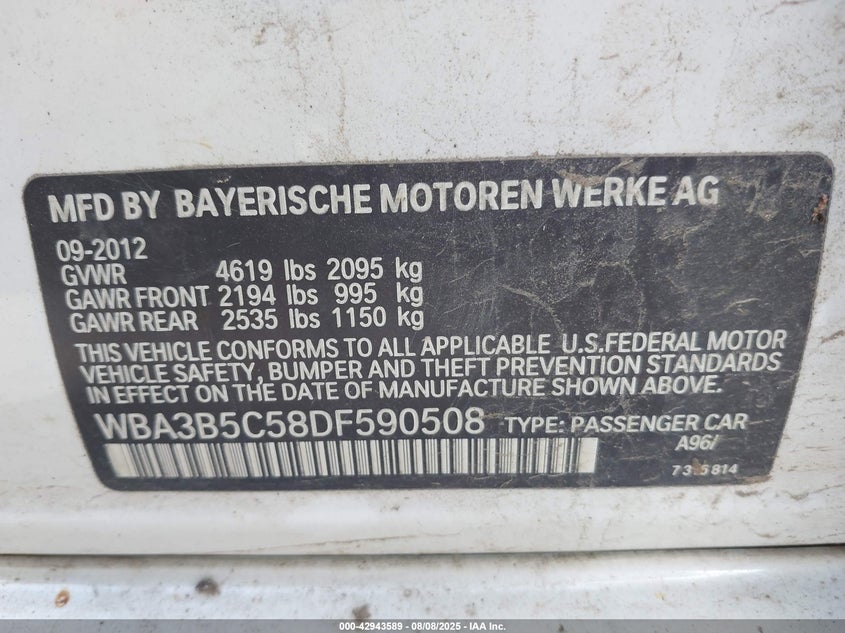 MFD BY BAYERISCHE MOTOREN WERKE AG
09-2012
GVWR 4619 lbs 2095 kg
GAWR FRONT 2194 lbs 995 kg
GAWR REAR 2535 lbs 1150 kg
THIS VEHICLE CONFORMS TO ALL APPLICABLE U.S.FEDERAL MOTOR
VEHICLE SAFETY, BUMPER AND THEFT PREVENTION STANDARDS
IN EFFECT ON THE DATE OF MANUFACTURE SHOWN ABOVE.
WBA3B5C58DF590508 TYPE: PASSENGER CAR
A96/
000-42943589 - 08/08/2025 - IAA Inc.